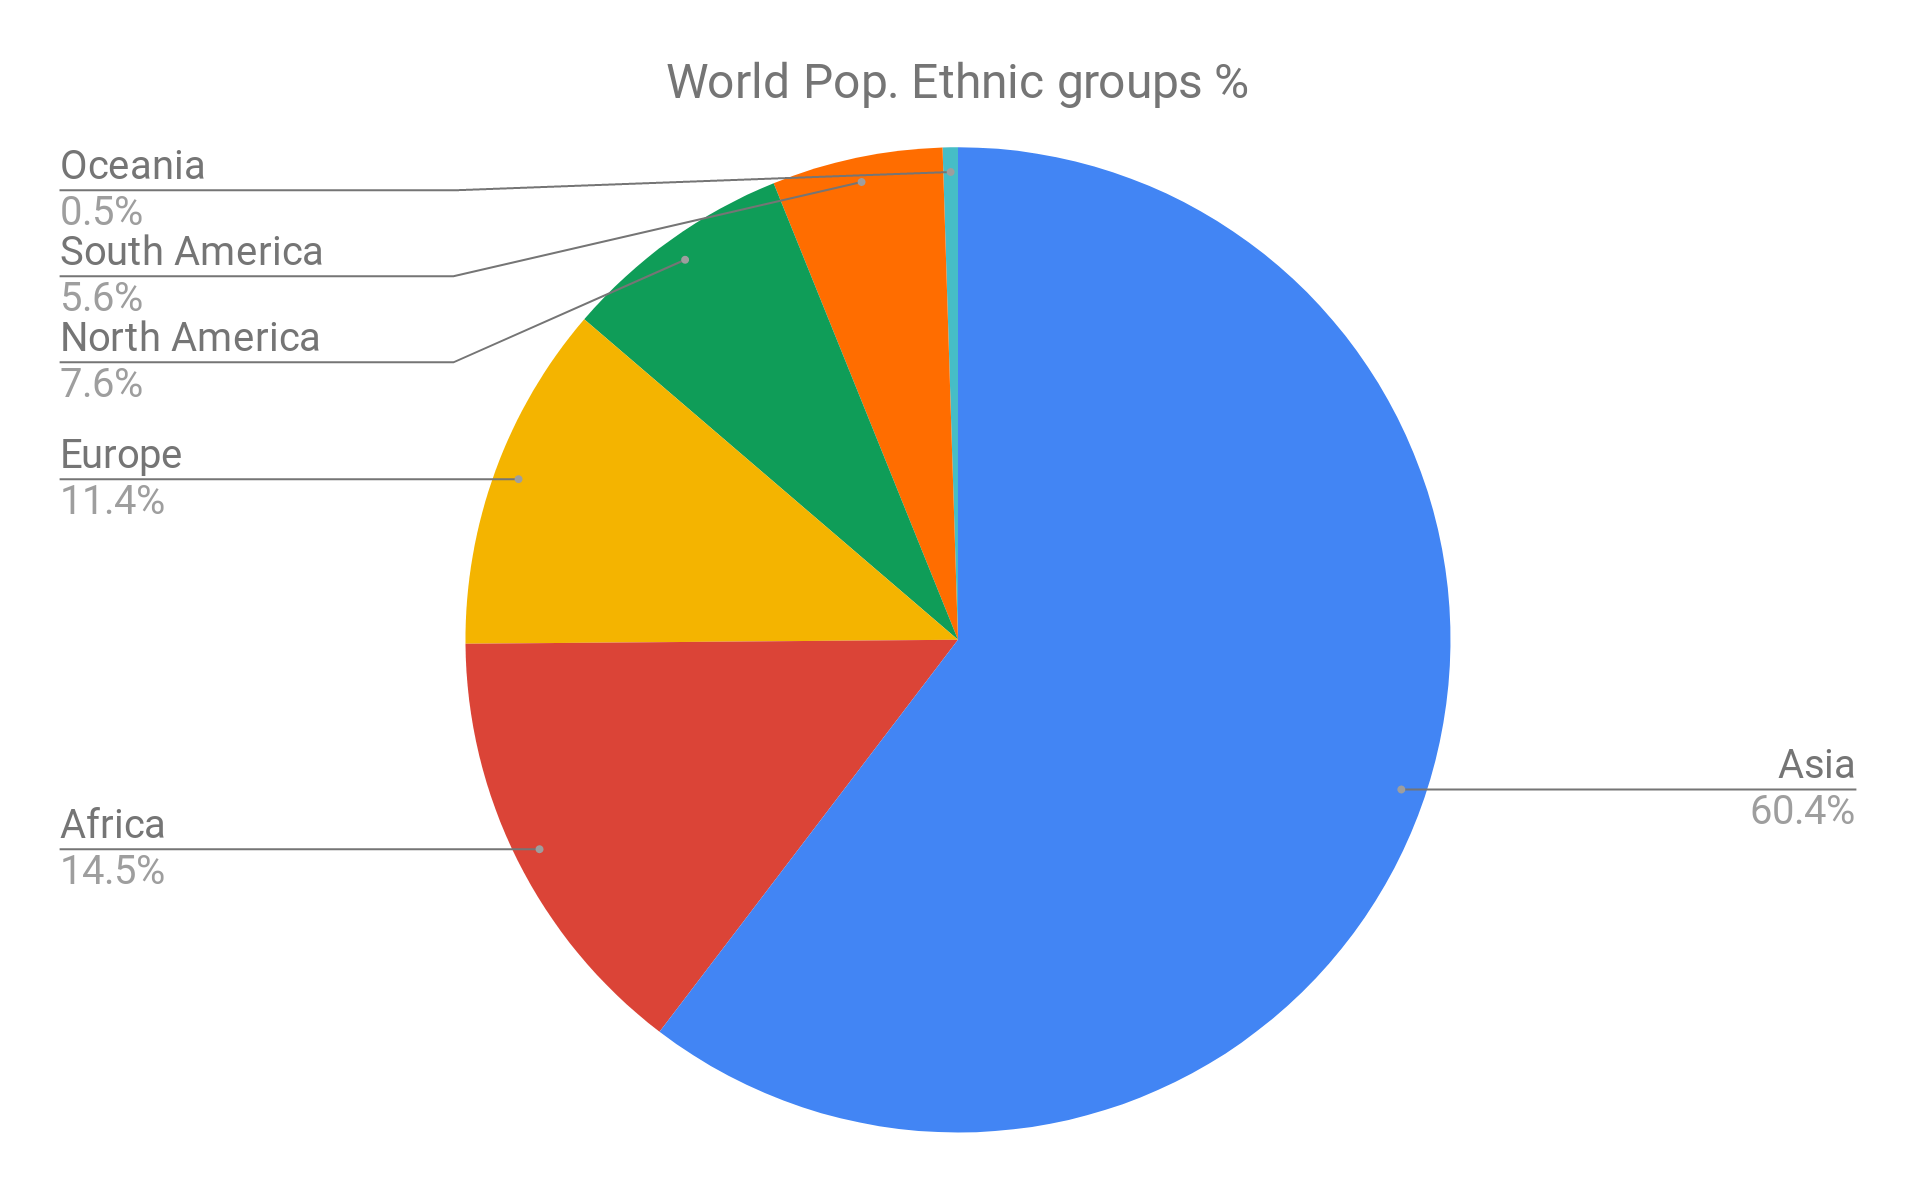 World Pop. Ethnic groups %
Oceania
0.5%
South America
5.6%
North America
7.6%
Europe
11.4%
Africa
14.5%
Asia
60.4%